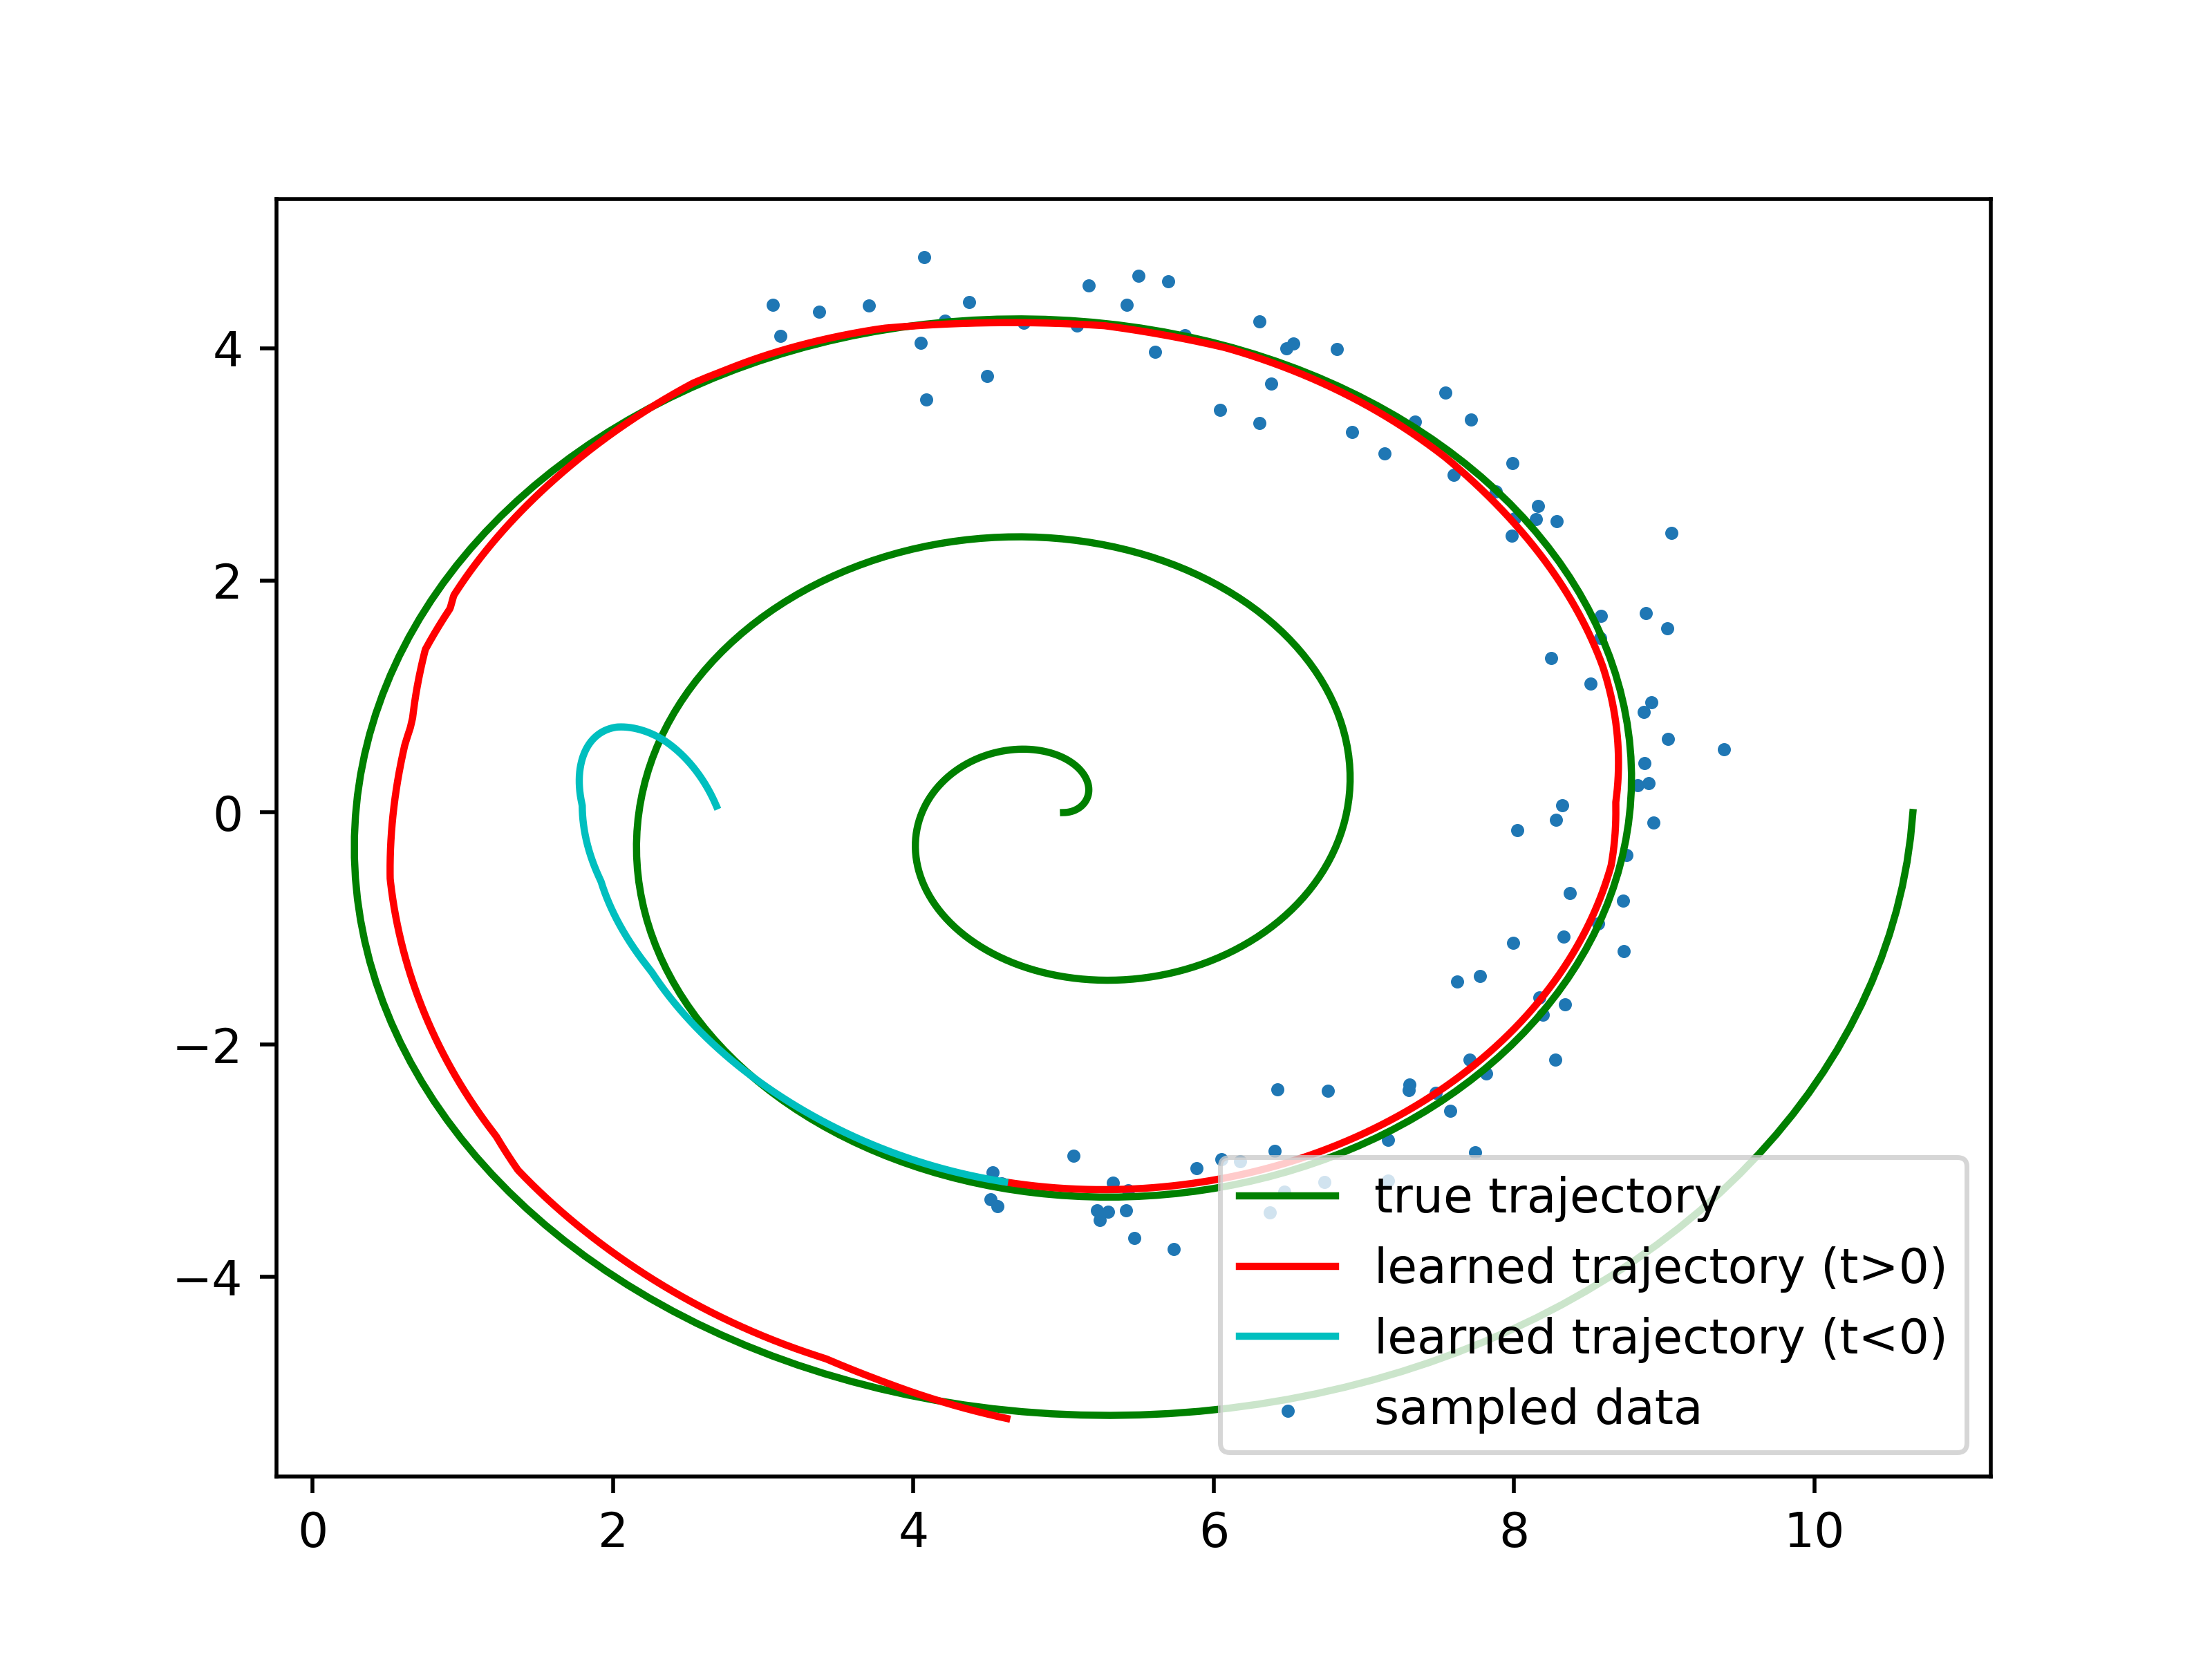 4
2
0
−2
−4
0 2 4 6 8 10
true trajectory
learned trajectory (t>0)
learned trajectory (t<0)
sampled data